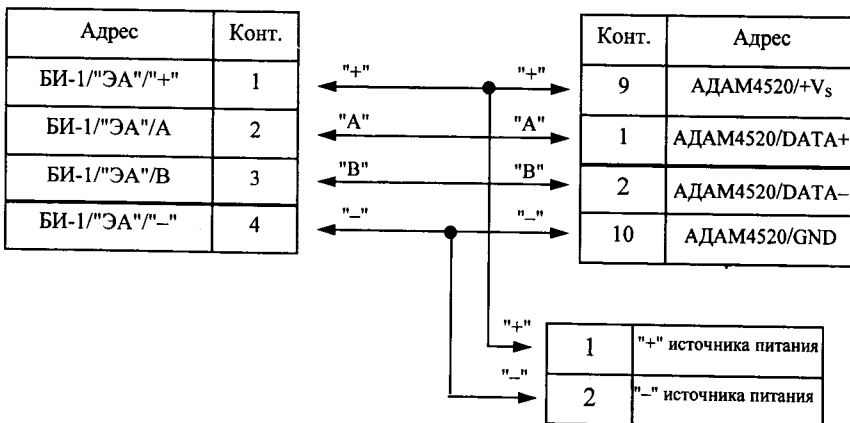 Адрес Конт.
БИ-1/"ЭА"/"+" 1
БИ-1/"ЭА"/А 2
БИ-1/"ЭА"/В 3
БИ-1/"ЭА"/"–" 4
"+" "+"
"А" "А"
"В" "В"
"–" "–"
Конт. Адрес
9 АДАМ4520/+VS
1 АДАМ4520/DATA+
2 АДАМ4520/DATA–
10 АДАМ4520/GND
"+"
1 "+" источника питания
"–"
2 "–" источника питания